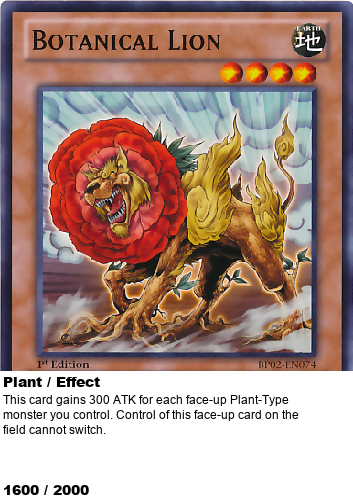 BOTANICAL LION
EARTH
地
1st Edition
BP02-EN074
Plant / Effect
This card gains 300 ATK for each face-up Plant-Type
monster you control. Control of this face-up card on the
field cannot switch.
1600 / 2000